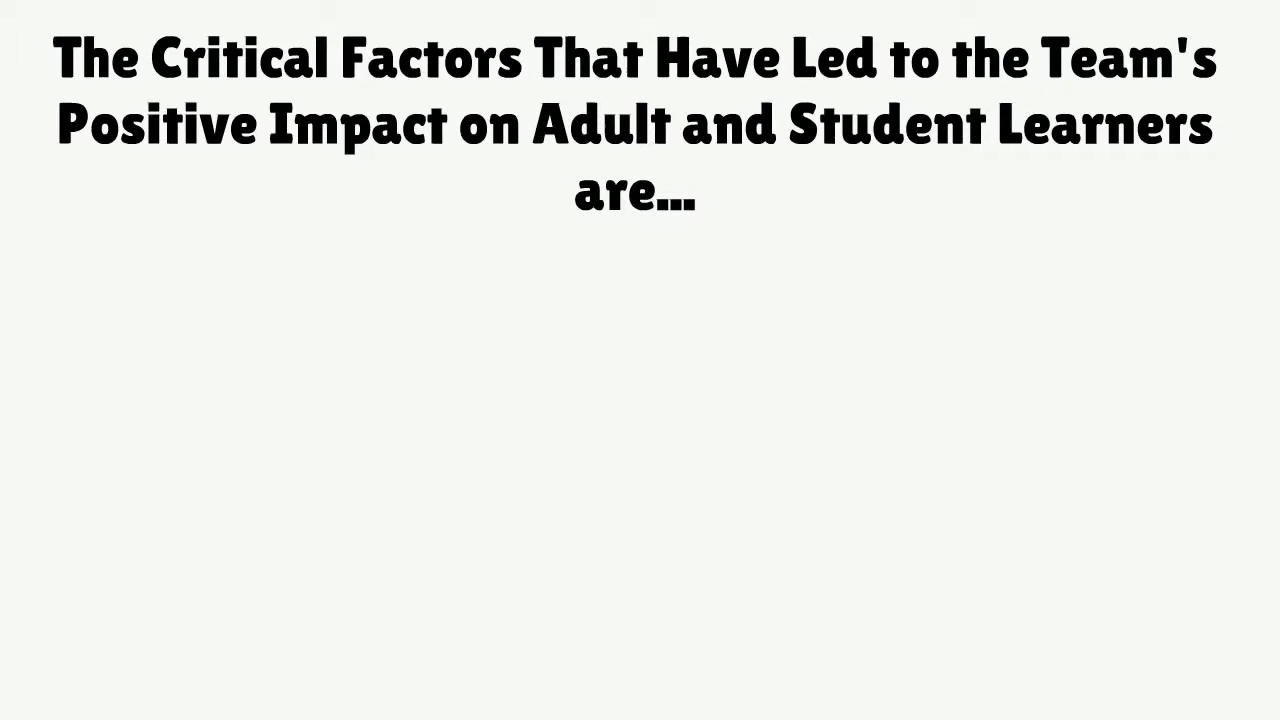 The Critical Factors That Have Led to the Team's
Positive Impact on Adult and Student Learners
are...